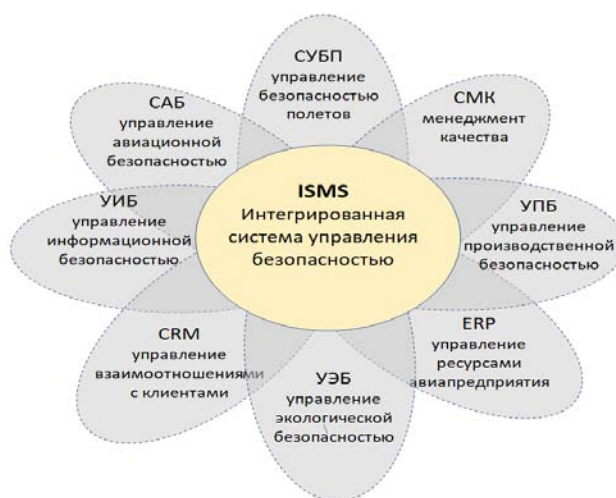 СУБП
управление
безопасностью
полетов
СМК
менеджмент
качества
УПБ
управление
производственной
безопасностью
ERP
управление
ресурсами
авиапредприятия
УЭБ
управление
экологической
безопасностью
CRM
управление
взаимоотношениями
с клиентами
УИБ
управление
информационной
безопасностью
САБ
управление
авиационной
безопасностью
ISMS
Интегрированная
система управления
безопасностью